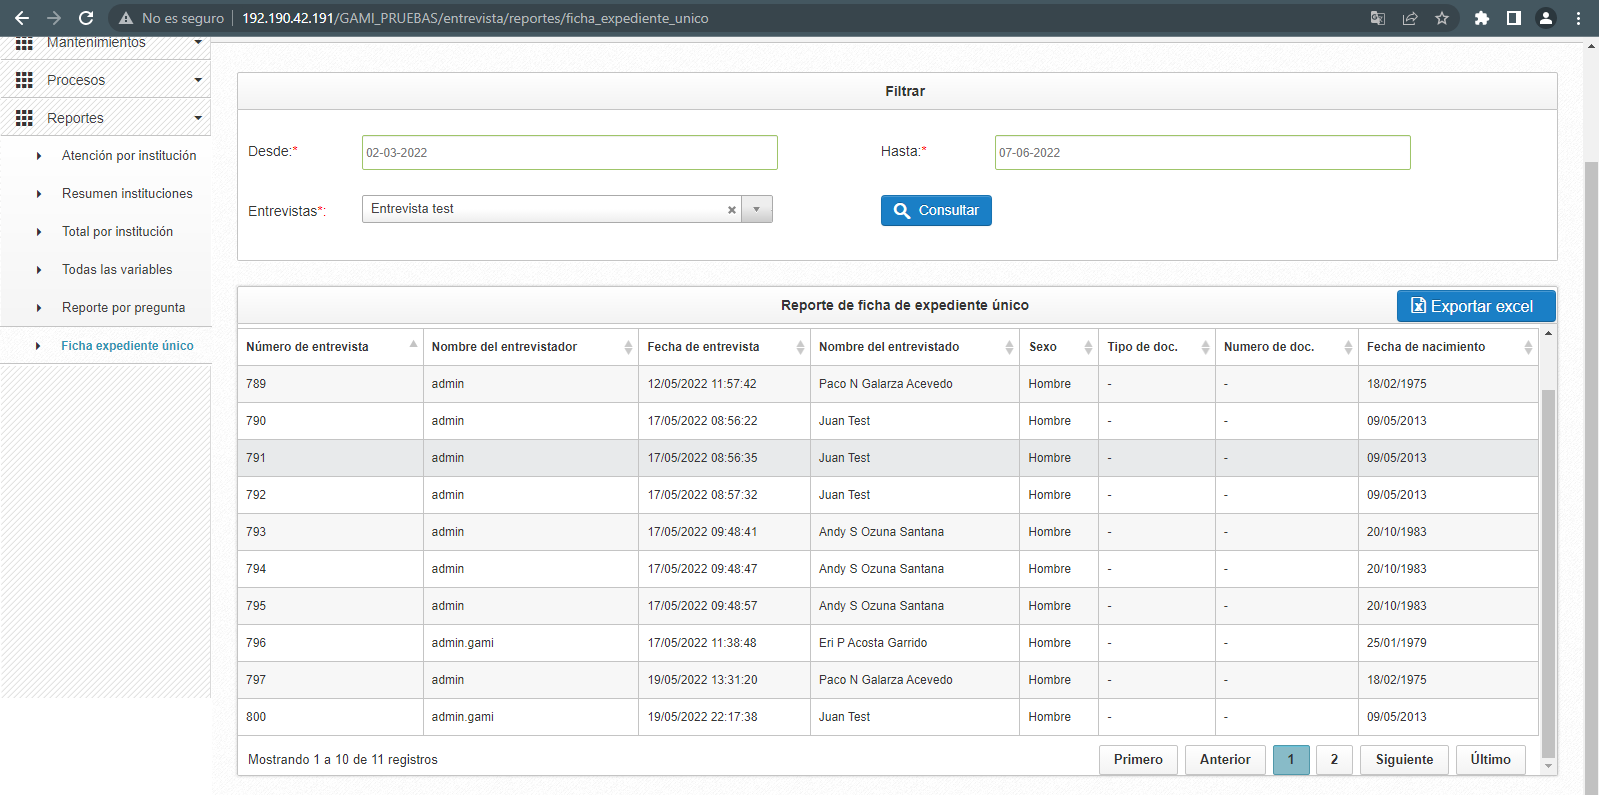 No es seguro 192.190.42.191/GAMI_PRUEBAS/entrevista/reportes/ficha_expediente_unico
Mantenimientos
Procesos
Reportes
Atención por institución
Resumen instituciones
Total por institución
Todas las variables
Reporte por pregunta
Ficha expediente único
Filtrar
Desde:* 02-03-2022 Hasta:* 07-06-2022
Entrevistas*: Entrevista test Consultar
Reporte de ficha de expediente único Exportar excel
Número de entrevista Nombre del entrevistador Fecha de entrevista Nombre del entrevistado Sexo Tipo de doc. Numero de doc. Fecha de nacimiento
789 admin 12/05/2022 11:57:42 Paco N Galarza Acevedo Hombre - - 18/02/1975
790 admin 17/05/2022 08:56:22 Juan Test Hombre - - 09/05/2013
791 admin 17/05/2022 08:56:35 Juan Test Hombre - - 09/05/2013
792 admin 17/05/2022 08:57:32 Juan Test Hombre - - 09/05/2013
793 admin 17/05/2022 09:48:41 Andy S Ozuna Santana Hombre - - 20/10/1983
794 admin 17/05/2022 09:48:47 Andy S Ozuna Santana Hombre - - 20/10/1983
795 admin 17/05/2022 09:48:57 Andy S Ozuna Santana Hombre - - 20/10/1983
796 admin.gami 17/05/2022 11:38:48 Eri P Acosta Garrido Hombre - - 25/01/1979
797 admin 19/05/2022 13:31:20 Paco N Galarza Acevedo Hombre - - 18/02/1975
800 admin.gami 19/05/2022 22:17:38 Juan Test Hombre - - 09/05/2013
Mostrando 1 a 10 de 11 registros Primero Anterior 1 2 Siguiente Último